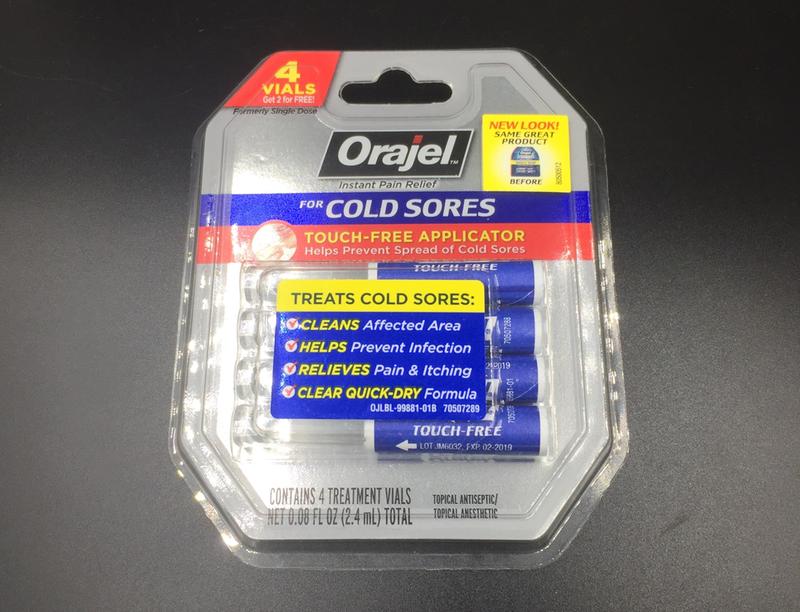 4
VIALS
Get 2 for FREE!
Formerly Single Dose
NEW LOOK!
SAME GREAT
PRODUCT
BEFORE
Orajel™
Instant Pain Relief
FOR COLD SORES
TOUCH-FREE APPLICATOR
Helps Prevent Spread of Cold Sores
TOUCH-FREE
TREATS COLD SORES:
CLEANS Affected Area
HELPS Prevent Infection
RELIEVES Pain & Itching
CLEAR QUICK-DRY Formula
OJLBL-99881-01B 70507289
70507288
TOUCH-FREE
LOT JM6032, EXP. 02-2019
CONTAINS 4 TREATMENT VIALS
NET 0.08 FL OZ (2.4 mL) TOTAL
TOPICAL ANTISEPTIC/
TOPICAL ANESTHETIC